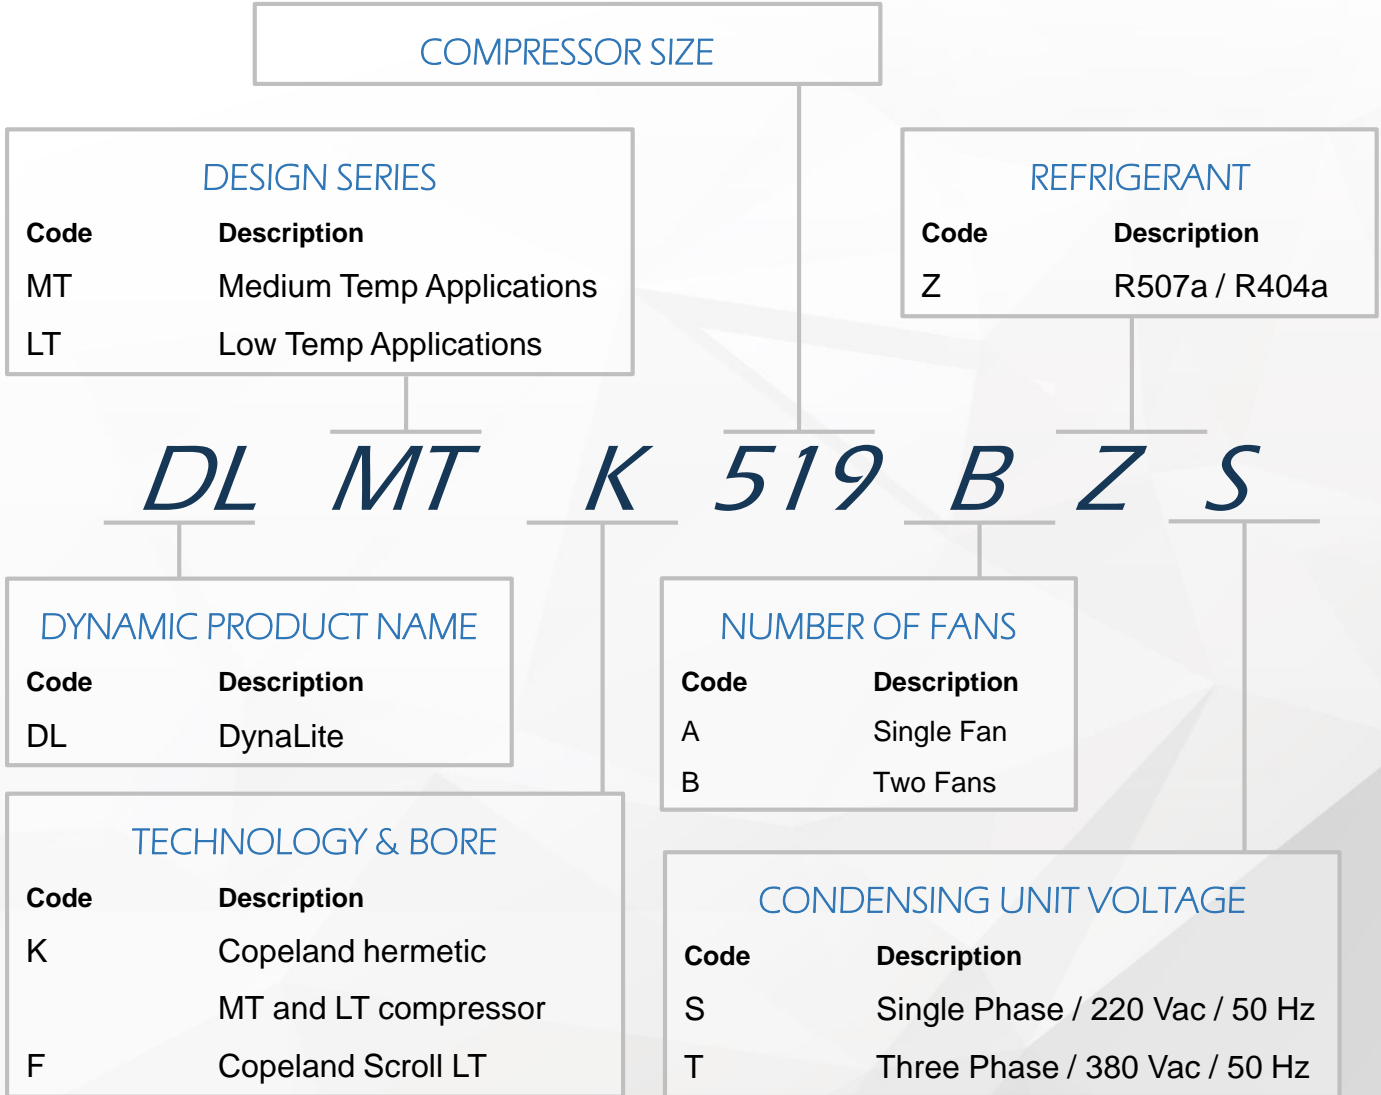 COMPRESSOR SIZE
DESIGN SERIES
Code Description
MT Medium Temp Applications
LT Low Temp Applications
REFRIGERANT
Code Description
Z R507a / R404a
DL MT K 519 B Z S
DYNAMIC PRODUCT NAME
Code Description
DL DynaLite
NUMBER OF FANS
Code Description
A Single Fan
B Two Fans
TECHNOLOGY & BORE
Code Description
K Copeland hermetic
MT and LT compressor
F Copeland Scroll LT
CONDENSING UNIT VOLTAGE
Code Description
S Single Phase / 220 Vac / 50 Hz
T Three Phase / 380 Vac / 50 Hz